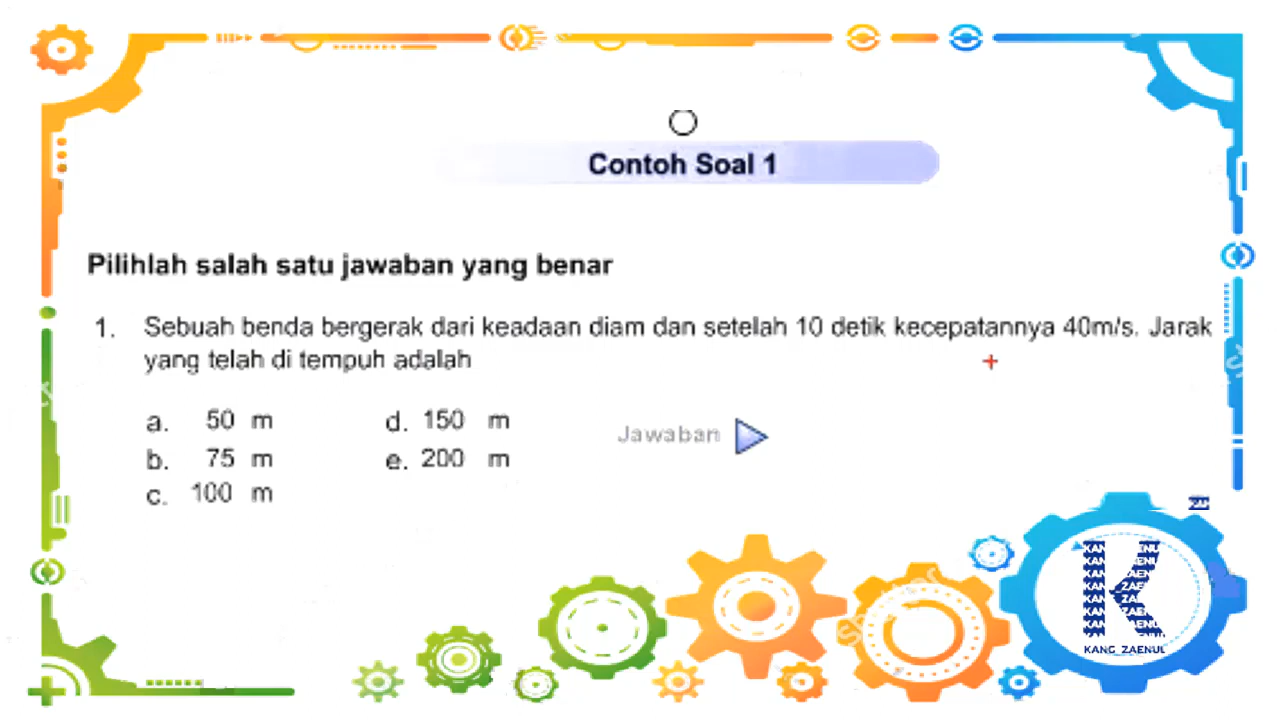 Contoh Soal 1
Pilihlah salah satu jawaban yang benar
1. Sebuah benda bergerak dari keadaan diam dan setelah 10 detik kecepatannya 40m/s. Jarak
yang telah di tempuh adalah
a. 50 m d. 150 m
Jawaban
b. 75 m e. 200 m
c. 100 m
KANG_ZAENUL